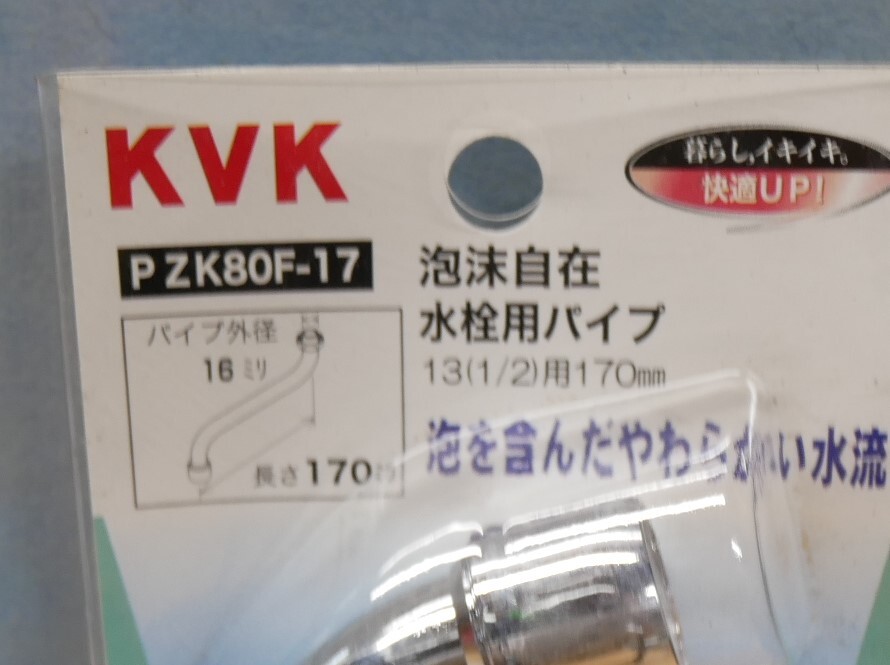 KVK
暮らし、イキイキ。
快適UP!
PZK80F-17
泡沫自在
水栓用パイプ
13(1/2)用170mm
パイプ外径
16ミリ
長さ170ミリ
泡を含んだやわらかい水流